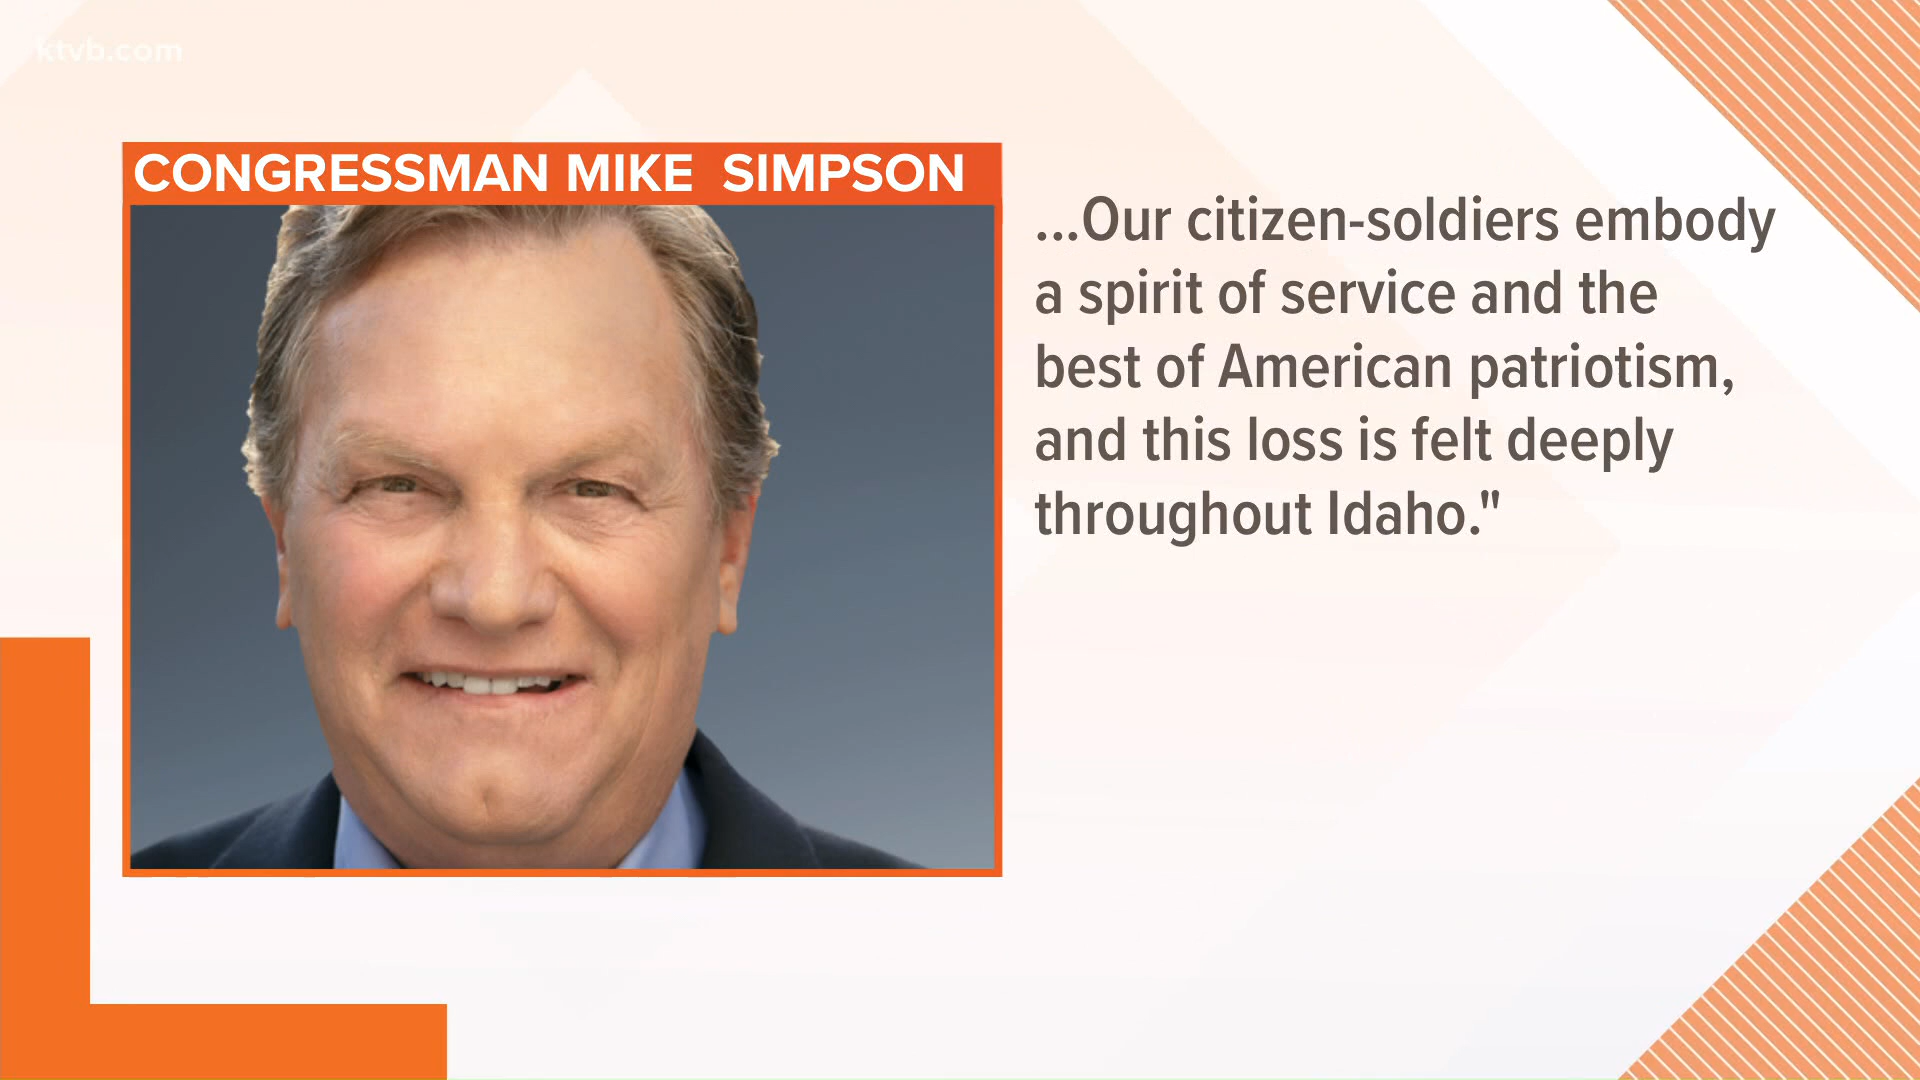 ktvb.com
CONGRESSMAN MIKE SIMPSON
...Our citizen-soldiers embody
a spirit of service and the
best of American patriotism,
and this loss is felt deeply
throughout Idaho."